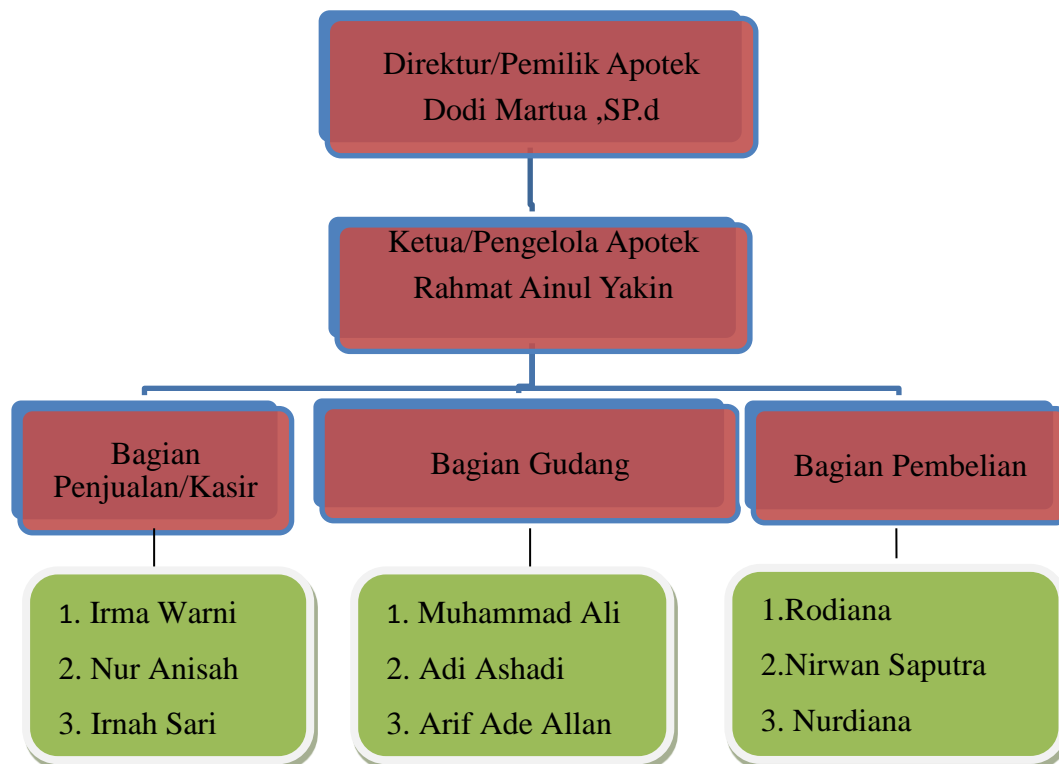 Direktur/Pemilik Apotek
Dodi Martua ,SP.d
Ketua/Pengelola Apotek
Rahmat Ainul Yakin
Bagian
Penjualan/Kasir
Bagian Gudang
Bagian Pembelian
1. Irma Warni
2. Nur Anisah
3. Irnah Sari
1. Muhammad Ali
2. Adi Ashadi
3. Arif Ade Allan
1.Rodiana
2.Nirwan Saputra
3. Nurdiana